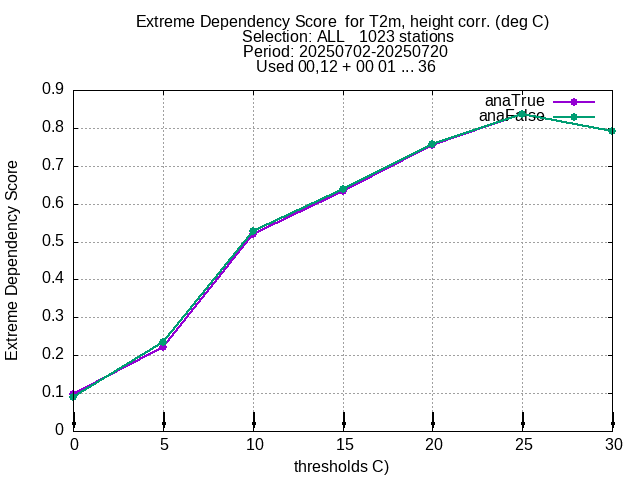 Extreme Dependency Score  for T2m, height corr. (deg C)
Selection: ALL   1023 stations
Period: 20250702-20250720
Used 00,12 + 00 01 ... 36
anaTrue
anaFalse
Extreme Dependency Score
0.9
0.8
0.7
0.6
0.5
0.4
0.3
0.2
0.1
0
0 5 10 15 20 25 30
thresholds C)